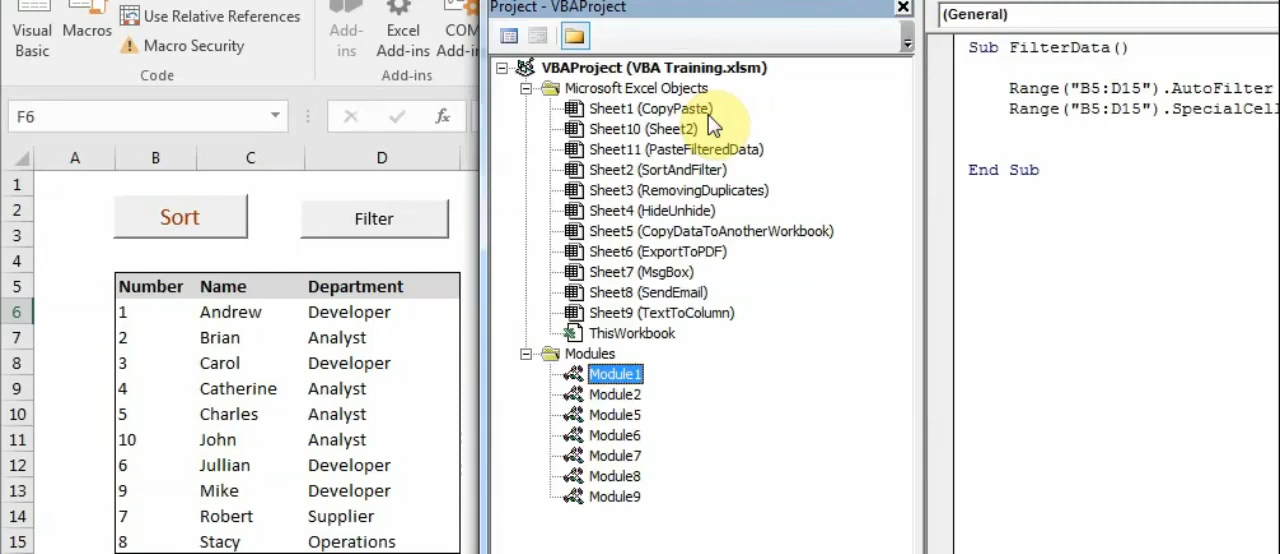 Visual Basic
Macros
Use Relative References
Macro Security
Code
Add-ins
Excel Add-ins
COM
Add-in
Add-ins
F6
fx
A B C D
1
2
3
4
5
6
7
8
9
10
11
12
13
14
15
Sort
Filter
Number Name Department
1 Andrew Developer
2 Brian Analyst
3 Carol Developer
4 Catherine Analyst
5 Charles Analyst
10 John Analyst
6 Jullian Developer
9 Mike Developer
7 Robert Supplier
8 Stacy Operations
Project - VBAProject
VBAProject (VBA Training.xlsm)
Microsoft Excel Objects
Sheet1 (CopyPaste)
Sheet10 (Sheet2)
Sheet11 (PasteFilteredData)
Sheet2 (SortAndFilter)
Sheet3 (RemovingDuplicates)
Sheet4 (HideUnhide)
Sheet5 (CopyDataToAnotherWorkbook)
Sheet6 (ExportToPDF)
Sheet7 (MsgBox)
Sheet8 (SendEmail)
Sheet9 (TextToColumn)
ThisWorkbook
Modules
Module1
Module2
Module5
Module6
Module7
Module8
Module9
(General)
Sub FilterData()
Range("B5:D15").AutoFilter
Range("B5:D15").SpecialCell
End Sub